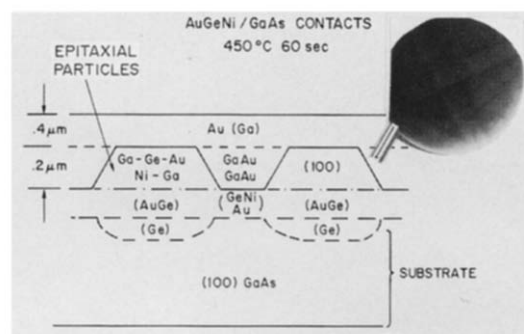 AuGeNi/GaAs CONTACTS
450°C 60 sec
EPITAXIAL
PARTICLES
.4μm
Au (Ga)
.2μm
Ga-Ge-Au
Ni-Ga
GaAu
GaAu
(100)
(AuGe)
(GeNi
Au)
(AuGe)
(Ge)
(Ge)
(100) GaAs
SUBSTRATE